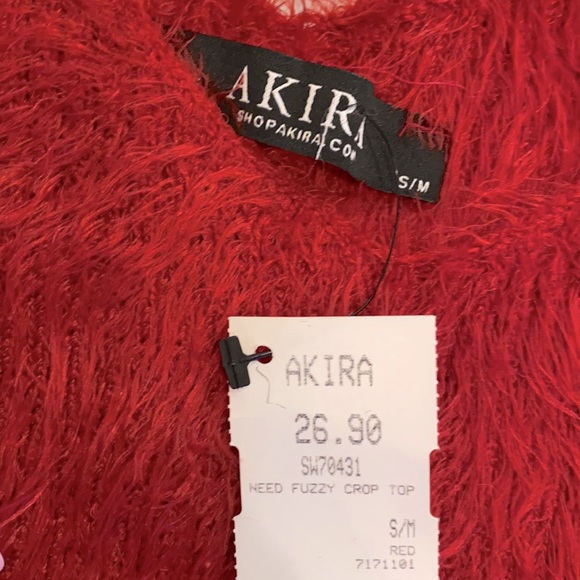 AKIRA
SHOPAKIRA.COM
S/M
AKIRA
26.90
SW70431
NEED FUZZY CROP TOP
S/M
RED
7171101